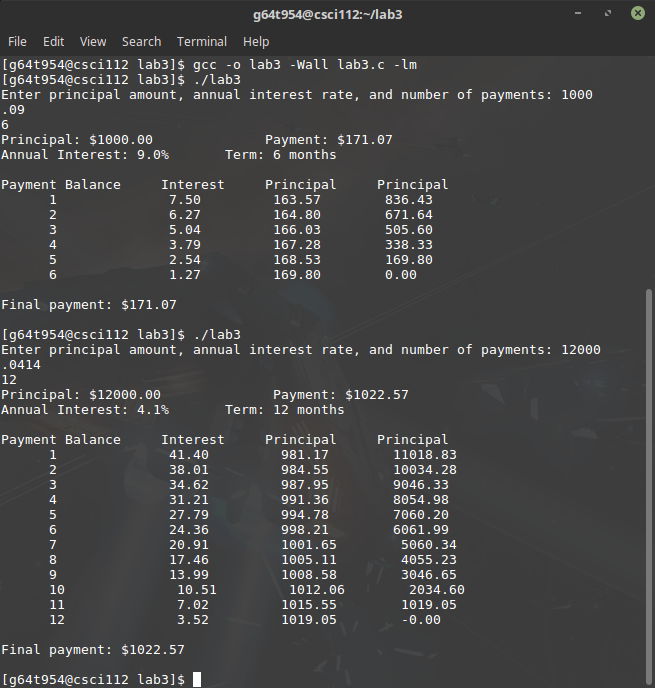 g64t954@csci112:~/lab3
File Edit View Search Terminal Help
[g64t954@csci112 lab3]$ gcc -o lab3 -Wall lab3.c -lm
[g64t954@csci112 lab3]$ ./lab3
Enter principal amount, annual interest rate, and number of payments: 1000
.09
6
Principal: $1000.00 Payment: $171.07
Annual Interest: 9.0% Term: 6 months
Payment Balance Interest Principal Principal
1 7.50 163.57 836.43
2 6.27 164.80 671.64
3 5.04 166.03 505.60
4 3.79 167.28 338.33
5 2.54 168.53 169.80
6 1.27 169.80 0.00
Final payment: $171.07
[g64t954@csci112 lab3]$ ./lab3
Enter principal amount, annual interest rate, and number of payments: 12000
.0414
12
Principal: $12000.00 Payment: $1022.57
Annual Interest: 4.1% Term: 12 months
Payment Balance Interest Principal Principal
1 41.40 981.17 11018.83
2 38.01 984.55 10034.28
3 34.62 987.95 9046.33
4 31.21 991.36 8054.98
5 27.79 994.78 7060.20
6 24.36 998.21 6061.99
7 20.91 1001.65 5060.34
8 17.46 1005.11 4055.23
9 13.99 1008.58 3046.65
10 10.51 1012.06 2034.60
11 7.02 1015.55 1019.05
12 3.52 1019.05 -0.00
Final payment: $1022.57
[g64t954@csci112 lab3]$